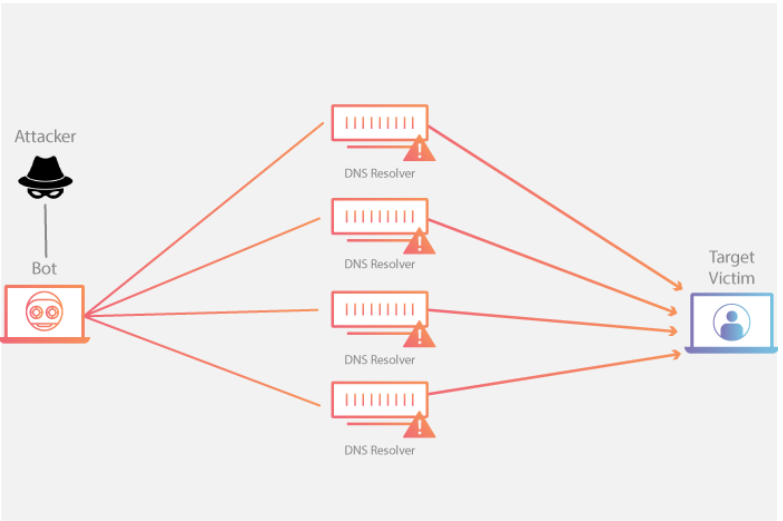 Attacker
Bot
DNS Resolver
DNS Resolver
DNS Resolver
DNS Resolver
Target
Victim